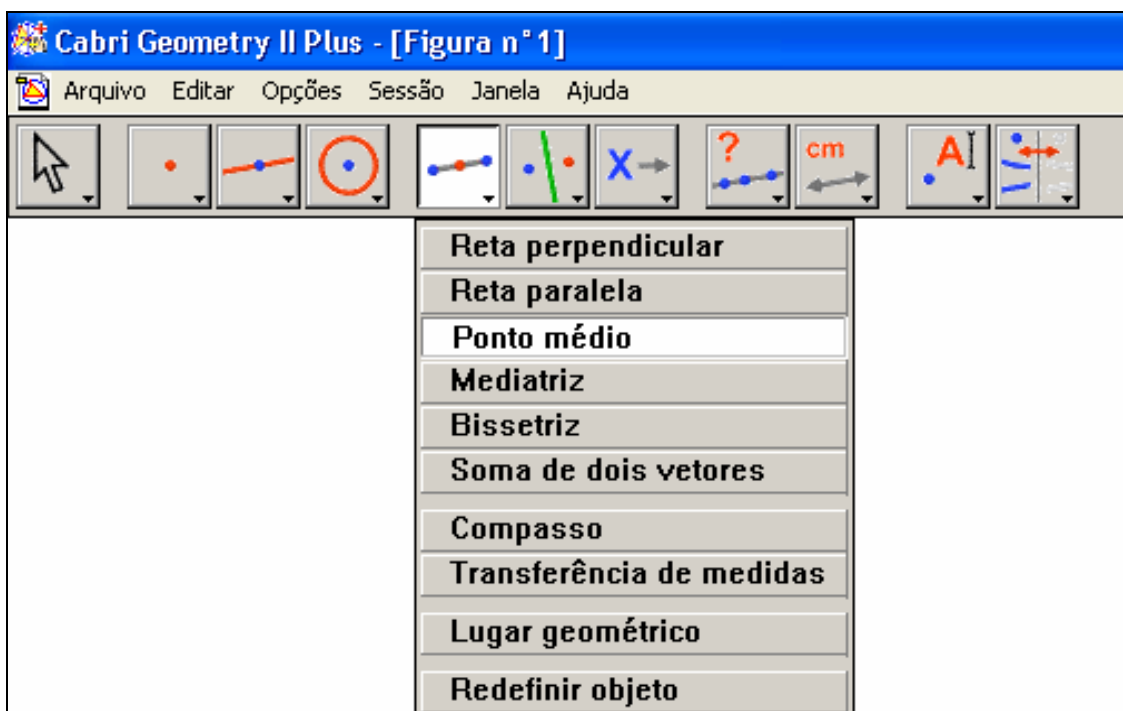 Cabri Geometry II Plus - [Figura n°1]
Arquivo Editar Opções Sessão Janela Ajuda
X ? cm A
Reta perpendicular
Reta paralela
Ponto médio
Mediatriz
Bissetriz
Soma de dois vetores
Compasso
Transferência de medidas
Lugar geométrico
Redefinir objeto